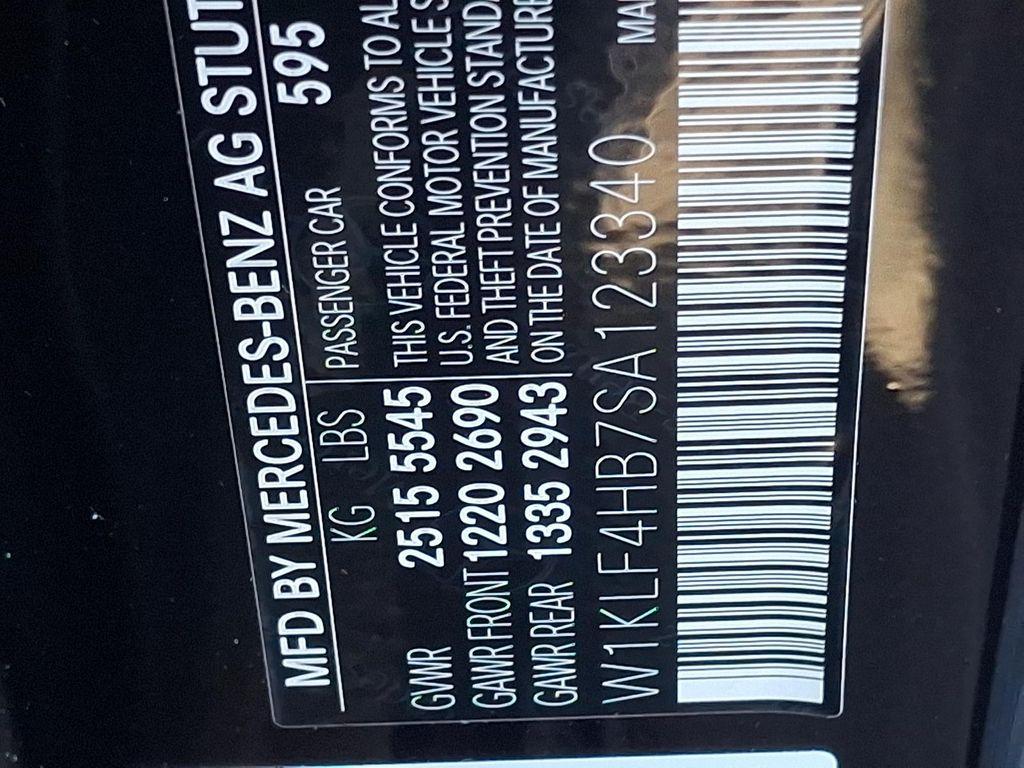 MFD BY MERCEDES-BENZ AG STUT
KG LBS PASSENGER CAR 595
GVWR 2515 5545 THIS VEHICLE CONFORMS TO AL
GAWR FRONT 1220 2690 U.S. FEDERAL MOTOR VEHICLE S
GAWR REAR 1335 2943 AND THEFT PREVENTION STAND
ON THE DATE OF MANUFACTURE
W1KLF4HB7SA123340 MA